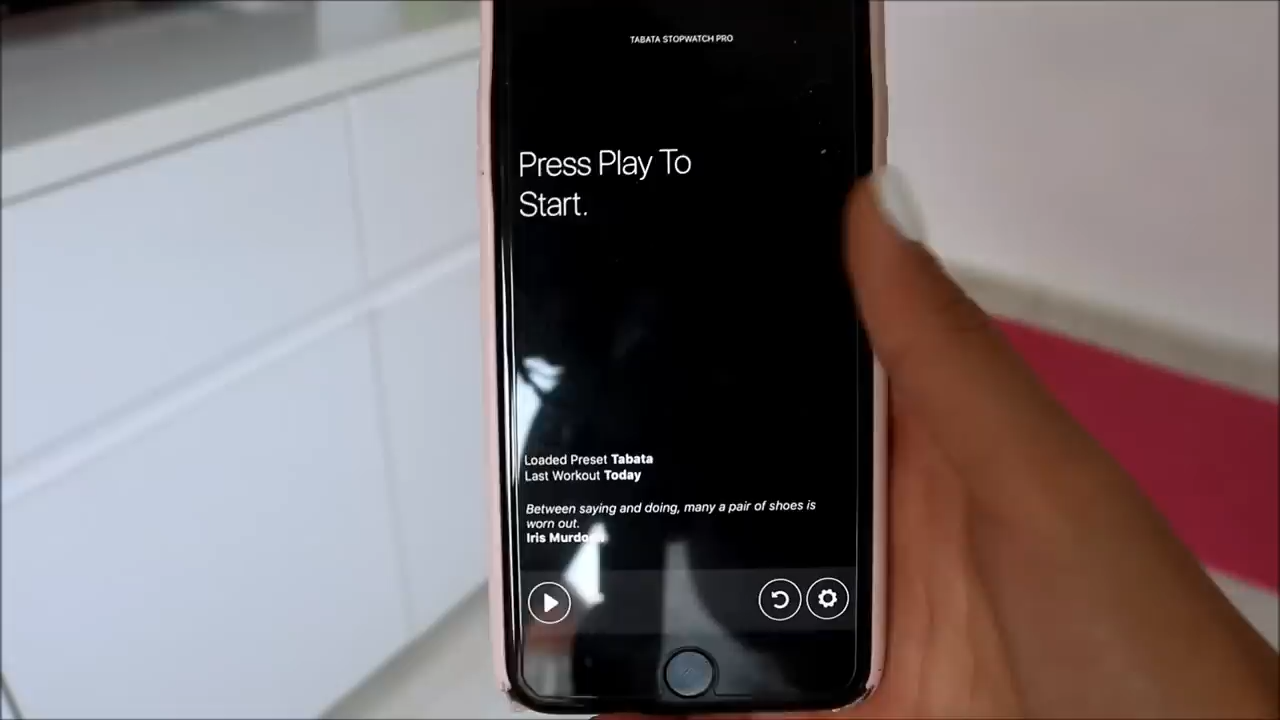 TABATA STOPWATCH PRO
Press Play To
Start.
Loaded Preset Tabata
Last Workout Today
Between saying and doing, many a pair of shoes is
worn out.
Iris